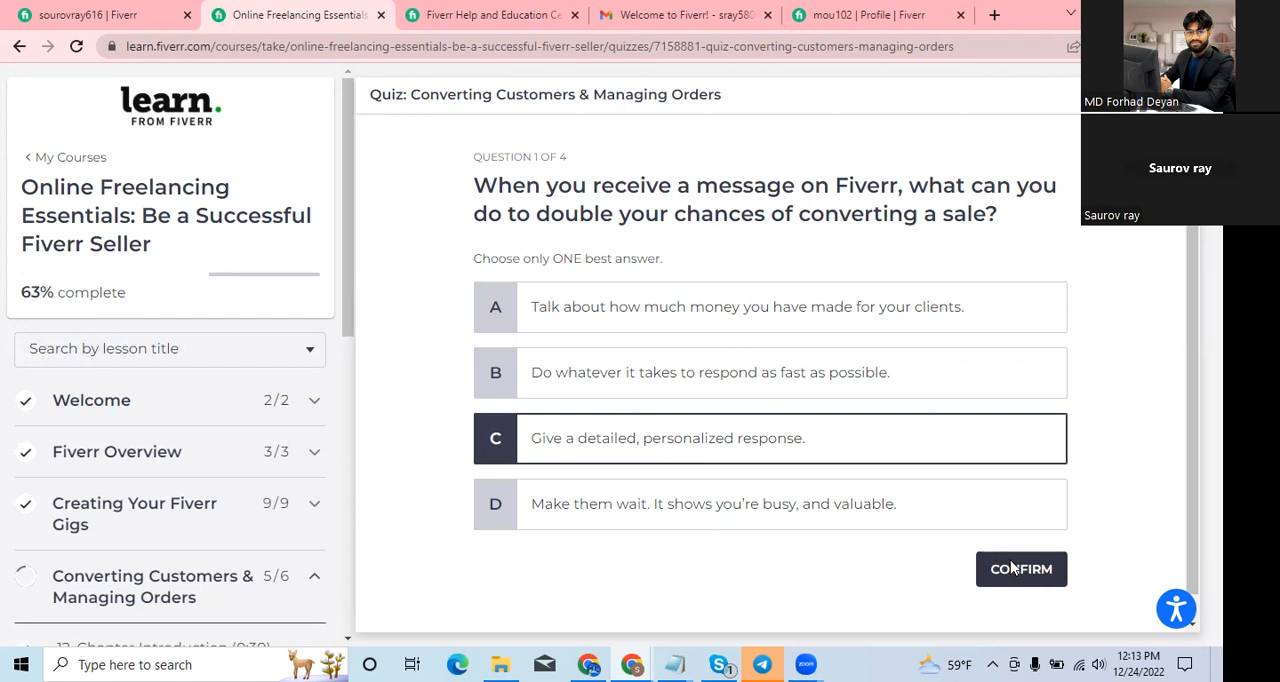 sourovray616 | Fiverr
Online Freelancing Essentials
Fiverr Help and Education Ce
Welcome to Fiverr! - sray580
mou102 | Profile | Fiverr
learn.fiverr.com/courses/take/online-freelancing-essentials-be-a-successful-fiverr-seller/quizzes/7158881-quiz-converting-customers-managing-orders
MD Forhad Deyan
Saurov ray
Saurov ray
learn.
FROM FIVERR
< My Courses
Online Freelancing
Essentials: Be a Successful
Fiverr Seller
63% complete
Search by lesson title
Welcome 2/2
Fiverr Overview 3/3
Creating Your Fiverr 9/9
Gigs
Converting Customers & 5/6
Managing Orders
12. Chapter Introduction (0:39)
Quiz: Converting Customers & Managing Orders
QUESTION 1 OF 4
When you receive a message on Fiverr, what can you
do to double your chances of converting a sale?
Choose only ONE best answer.
A Talk about how much money you have made for your clients.
B Do whatever it takes to respond as fast as possible.
C Give a detailed, personalized response.
D Make them wait. It shows you're busy, and valuable.
CONFIRM
Type here to search
zoom
59°F
12:13 PM
12/24/2022